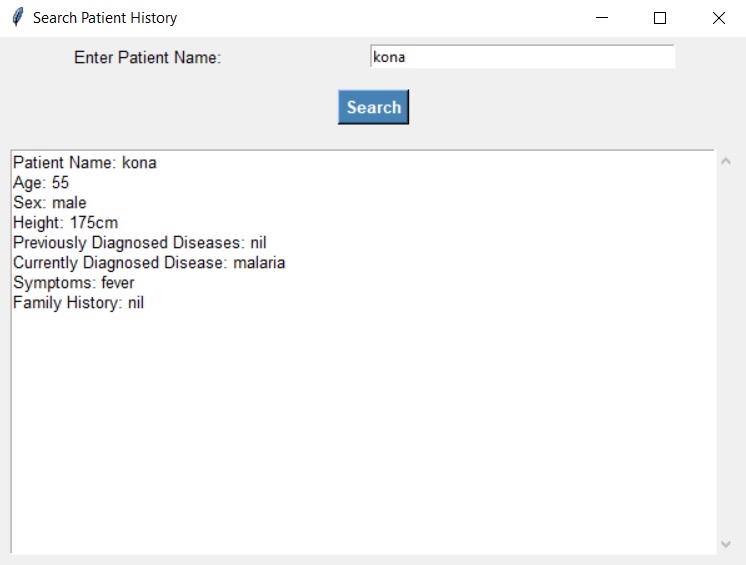 Search Patient History
Enter Patient Name: kona
Search
Patient Name: kona
Age: 55
Sex: male
Height: 175cm
Previously Diagnosed Diseases: nil
Currently Diagnosed Disease: malaria
Symptoms: fever
Family History: nil